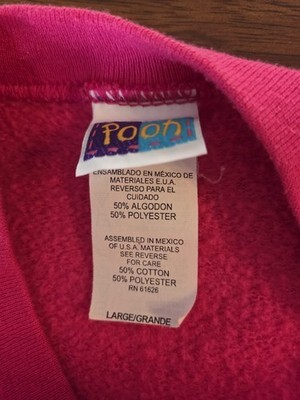 Pooh
ENSAMBLADO EN MÉXICO DE
MATERIALES E.U.A.
REVERSO PARA EL
CUIDADO
50% ALGODON
50% POLYESTER
ASSEMBLED IN MEXICO
OF U.S.A. MATERIALS
SEE REVERSE
FOR CARE
50% COTTON
50% POLYESTER
RN 61626
LARGE/GRANDE